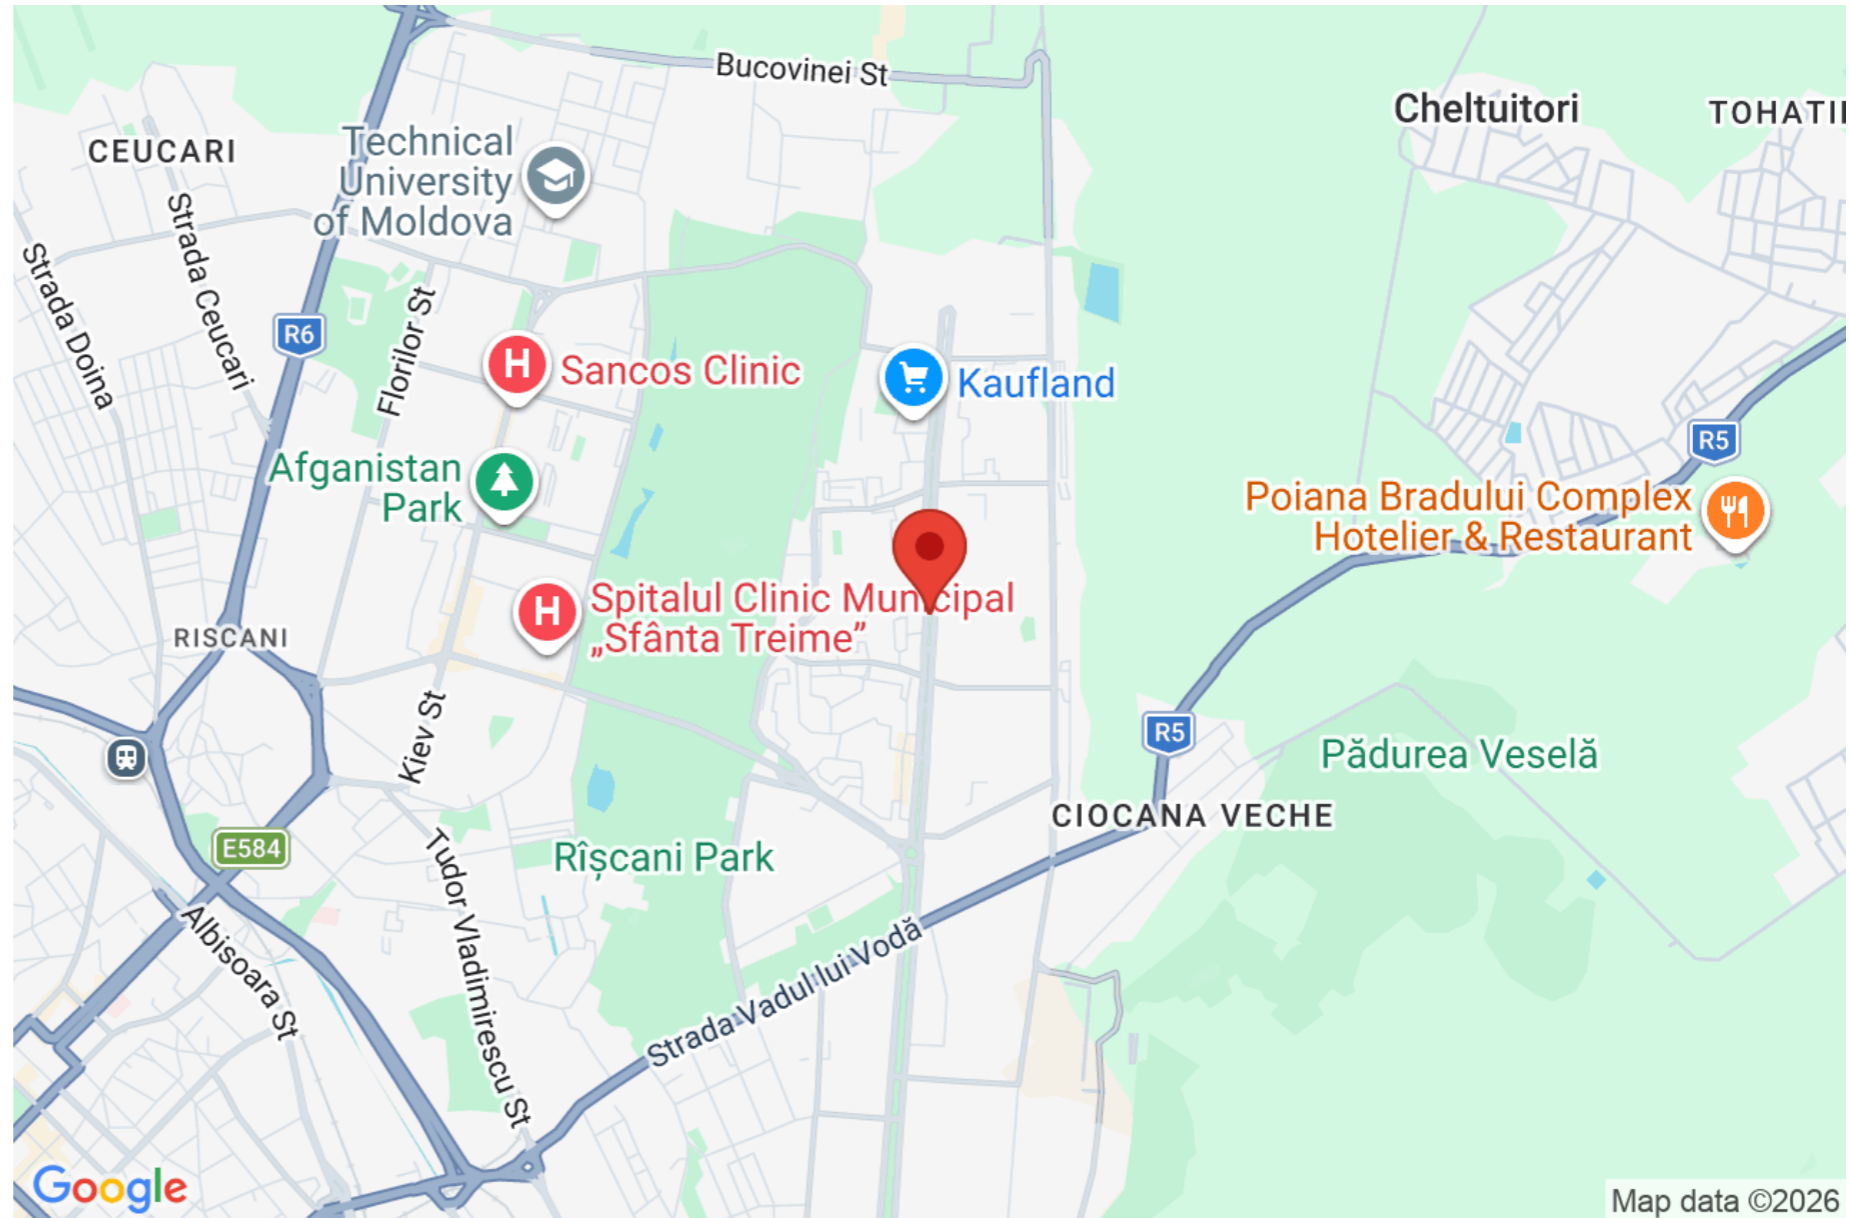 Bucovinei St
Cheltuitori
TOHATII
CEUCARI
Technical
University
of Moldova
Strada Ceucari
Strada Doina
Florilor St
R6
H
Sancos Clinic
Kaufland
R5
Afganistan
Park
Poiana Bradului Complex
Hotelier & Restaurant
H
Spitalul Clinic Municipal
„Sfânta Treime”
RISCANI
Kiev St
R5
Pădurea Veselă
CIOCANA VECHE
E584
Rîșcani Park
Tudor Vladimirescu St
Albisoara St
Strada Vadul lui Vodă
Google
Map data ©2026